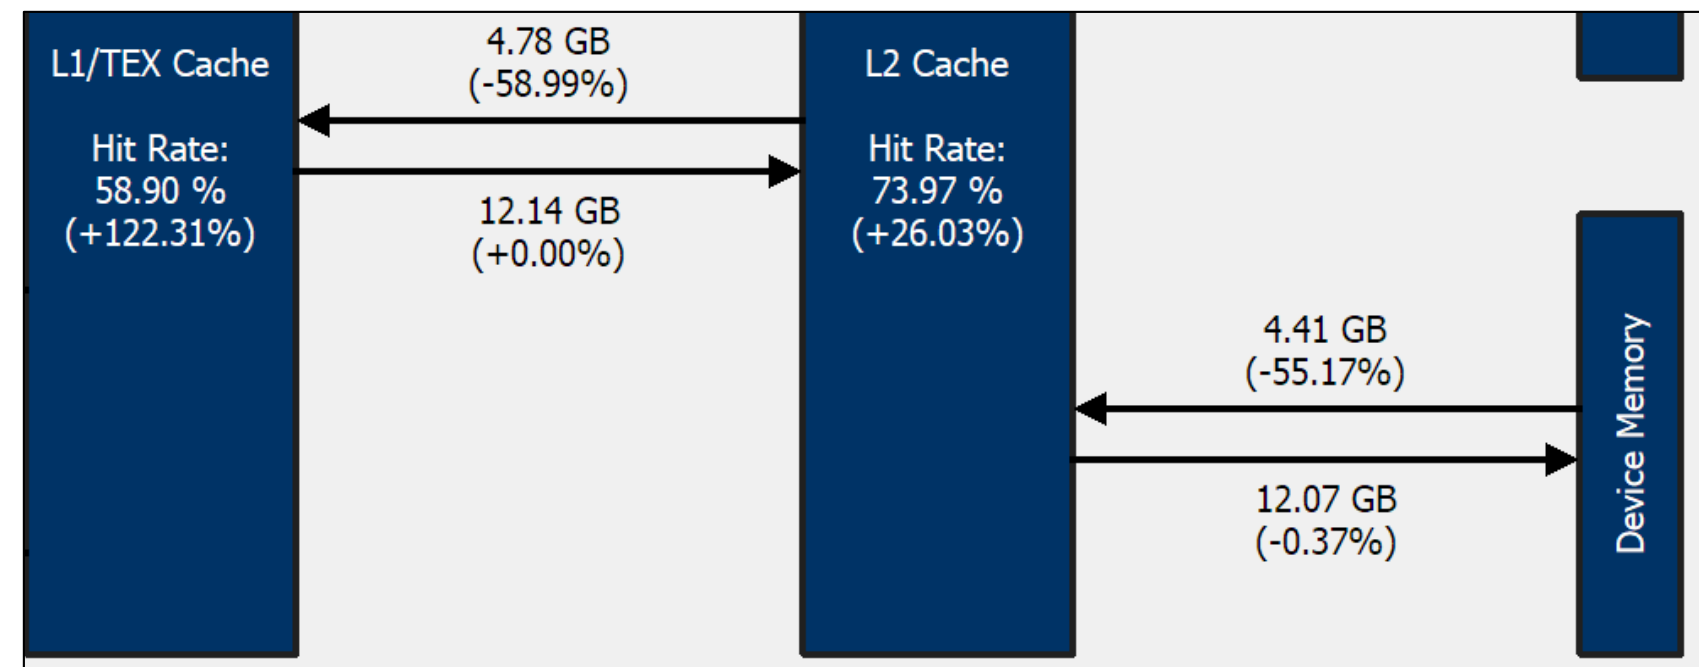 L1/TEX Cache
Hit Rate:
58.90 %
(+122.31%)
4.78 GB
(-58.99%)
12.14 GB
(+0.00%)
L2 Cache
Hit Rate:
73.97 %
(+26.03%)
4.41 GB
(-55.17%)
12.07 GB
(-0.37%)
Device Memory